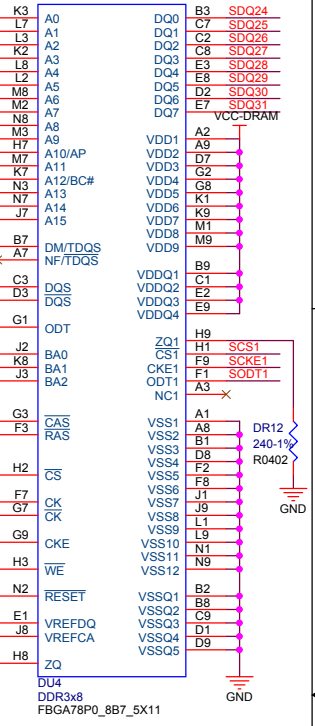 K3 A0 DQ0 B3 SDQ24
L7 A1 DQ1 C7 SDQ25
L3 A2 DQ2 C2 SDQ26
K2 A3 DQ3 C8 SDQ27
L8 A4 DQ4 E3 SDQ28
L2 A5 DQ5 E8 SDQ29
M8 A6 DQ6 D2 SDQ30
M2 A7 DQ7 E7 SDQ31
VCC-DRAM
N8 A8
M3 A9 VDD1 A2
H7 A10/AP VDD2 A9
M7 A11 VDD3 D7
K7 A12/BC# VDD4 G2
N3 A13 VDD5 G8
N7 A14 VDD6 K1
J7 A15 VDD7 K9
VDD8 M1
B7 DM/TDQS VDD9 M9
A7 NF/TDQS
VDDQ1 B9
C3 DQS VDDQ2 C1
D3 DQS VDDQ3 E2
VDDQ4 E9
G1 ODT
ZQ1 H9
J2 BA0 CS1 H1 SCS1
K8 BA1 CKE1 F9 SCKE1
J3 BA2 ODT1 F1 SODT1
NC1 A3
G3 CAS VSS1 A1
F3 RAS VSS2 A8
VSS3 B1
VSS4 D8
H2 CS VSS5 F2
VSS6 F8
F7 CK VSS7 J1
G7 CK VSS8 J9
VSS9 L1
G9 CKE VSS10 L9
VSS11 N1
H3 WE VSS12 N9
DR12
240-1%
R0402
GND
N2 RESET VSSQ1 B2
VSSQ2 B8
E1 VREFDQ VSSQ3 C9
J8 VREFCA VSSQ4 D1
VSSQ5 D9
H8 ZQ
GND
DU4
DDR3x8
FBGA78P0_8B7_5X11